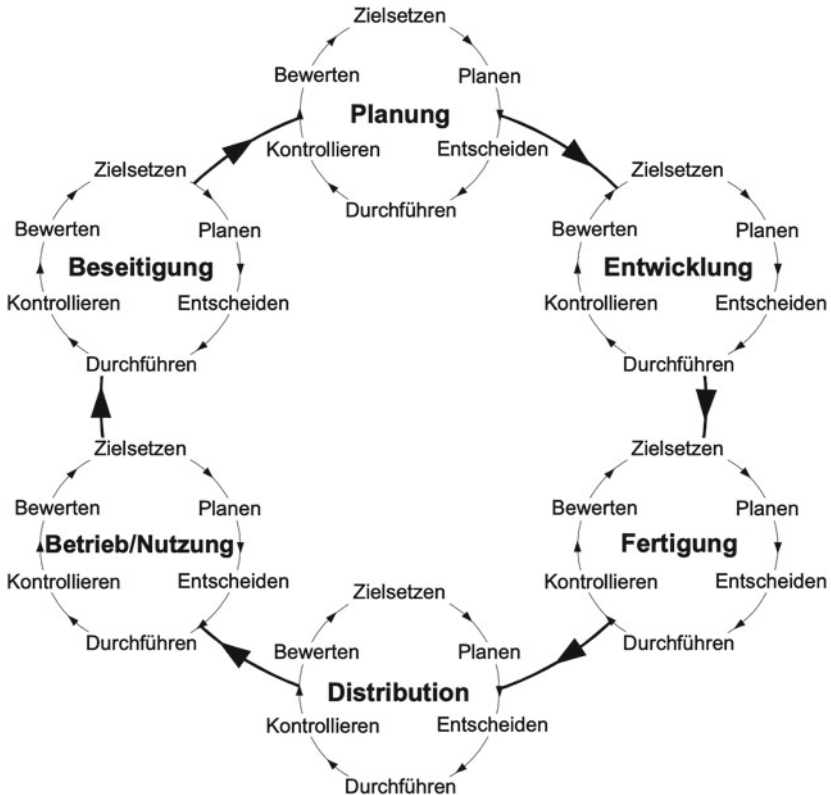 Zielsetzen
Bewerten
Planen
Planung
Kontrollieren
Entscheiden
Durchführen
Zielsetzen
Bewerten
Planen
Entwicklung
Kontrollieren
Entscheiden
Durchführen
Zielsetzen
Bewerten
Planen
Fertigung
Kontrollieren
Entscheiden
Durchführen
Zielsetzen
Bewerten
Planen
Distribution
Kontrollieren
Entscheiden
Durchführen
Zielsetzen
Bewerten
Planen
Betrieb/Nutzung
Kontrollieren
Entscheiden
Durchführen
Zielsetzen
Bewerten
Planen
Beseitigung
Kontrollieren
Entscheiden
Durchführen